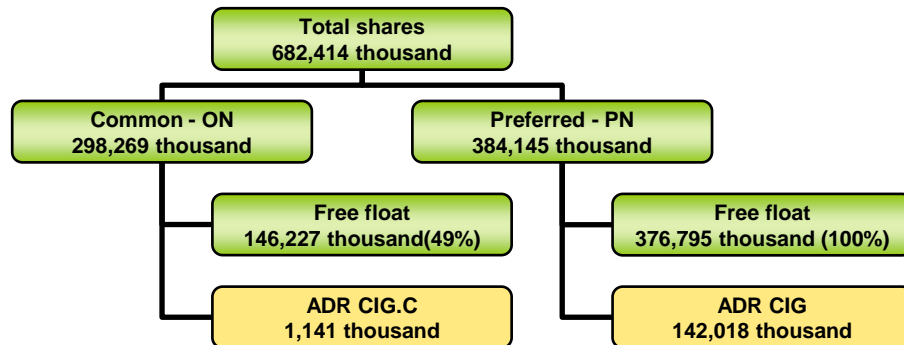 Total shares
682,414 thousand
Common - ON
298,269 thousand
Preferred - PN
384,145 thousand
Free float
146,227 thousand(49%)
Free float
376,795 thousand (100%)
ADR CIG.C
1,141 thousand
ADR CIG
142,018 thousand